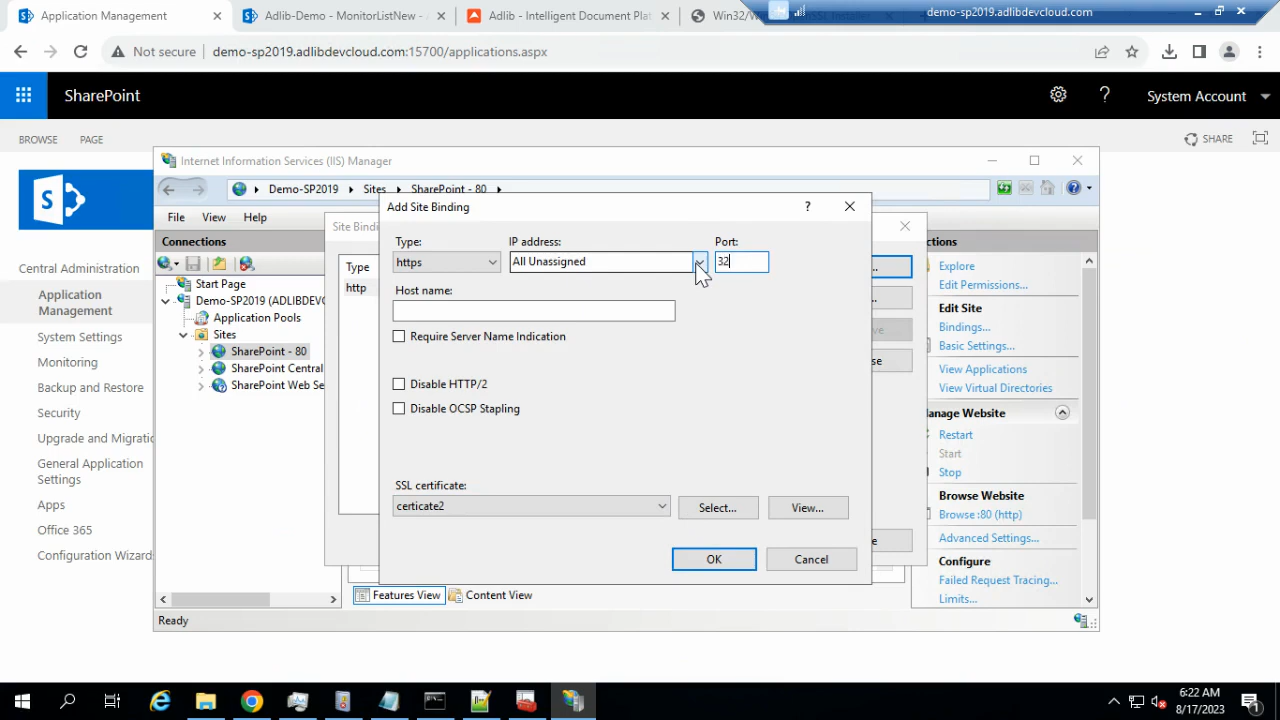 Application Management
Adlib-Demo - MonitorListNew -
Adlib - Intelligent Document Plat
Win32/
demo-sp2019.adlibdevcloud.com
Not secure
demo-sp2019.adlibdevcloud.com:15700/applications.aspx
SharePoint
System Account
BROWSE
PAGE
SHARE
Central Administration
Application Management
System Settings
Monitoring
Backup and Restore
Security
Upgrade and Migratio
General Application Settings
Apps
Office 365
Configuration Wizard
Internet Information Services (IIS) Manager
Demo-SP2019
Sites
SharePoint - 80
File
View
Help
Connections
Start Page
Demo-SP2019 (ADLIBDEV
Application Pools
Sites
SharePoint - 80
SharePoint Central
SharePoint Web Se
Site Bindi
Type
http
Add Site Binding
Type:
IP address:
Port:
https
All Unassigned
32
Host name:
Require Server Name Indication
Disable HTTP/2
Disable OCSP Stapling
SSL certificate:
certicate2
Select...
View...
OK
Cancel
ctions
Explore
Edit Permissions...
Edit Site
Bindings...
Basic Settings...
View Applications
View Virtual Directories
Manage Website
Restart
Start
Stop
Browse Website
Browse :80 (http)
Advanced Settings...
Configure
Failed Request Tracing...
Limits...
Features View
Content View
Ready
6:22 AM
8/17/2023